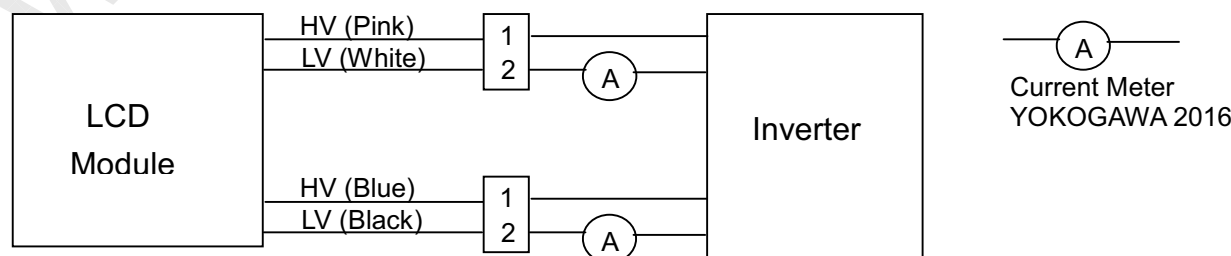 HV (Pink)
LV (White)
1
2
A
LCD
Module
Inverter
HV (Blue)
LV (Black)
1
2
A
A
Current Meter
YOKOGAWA 2016